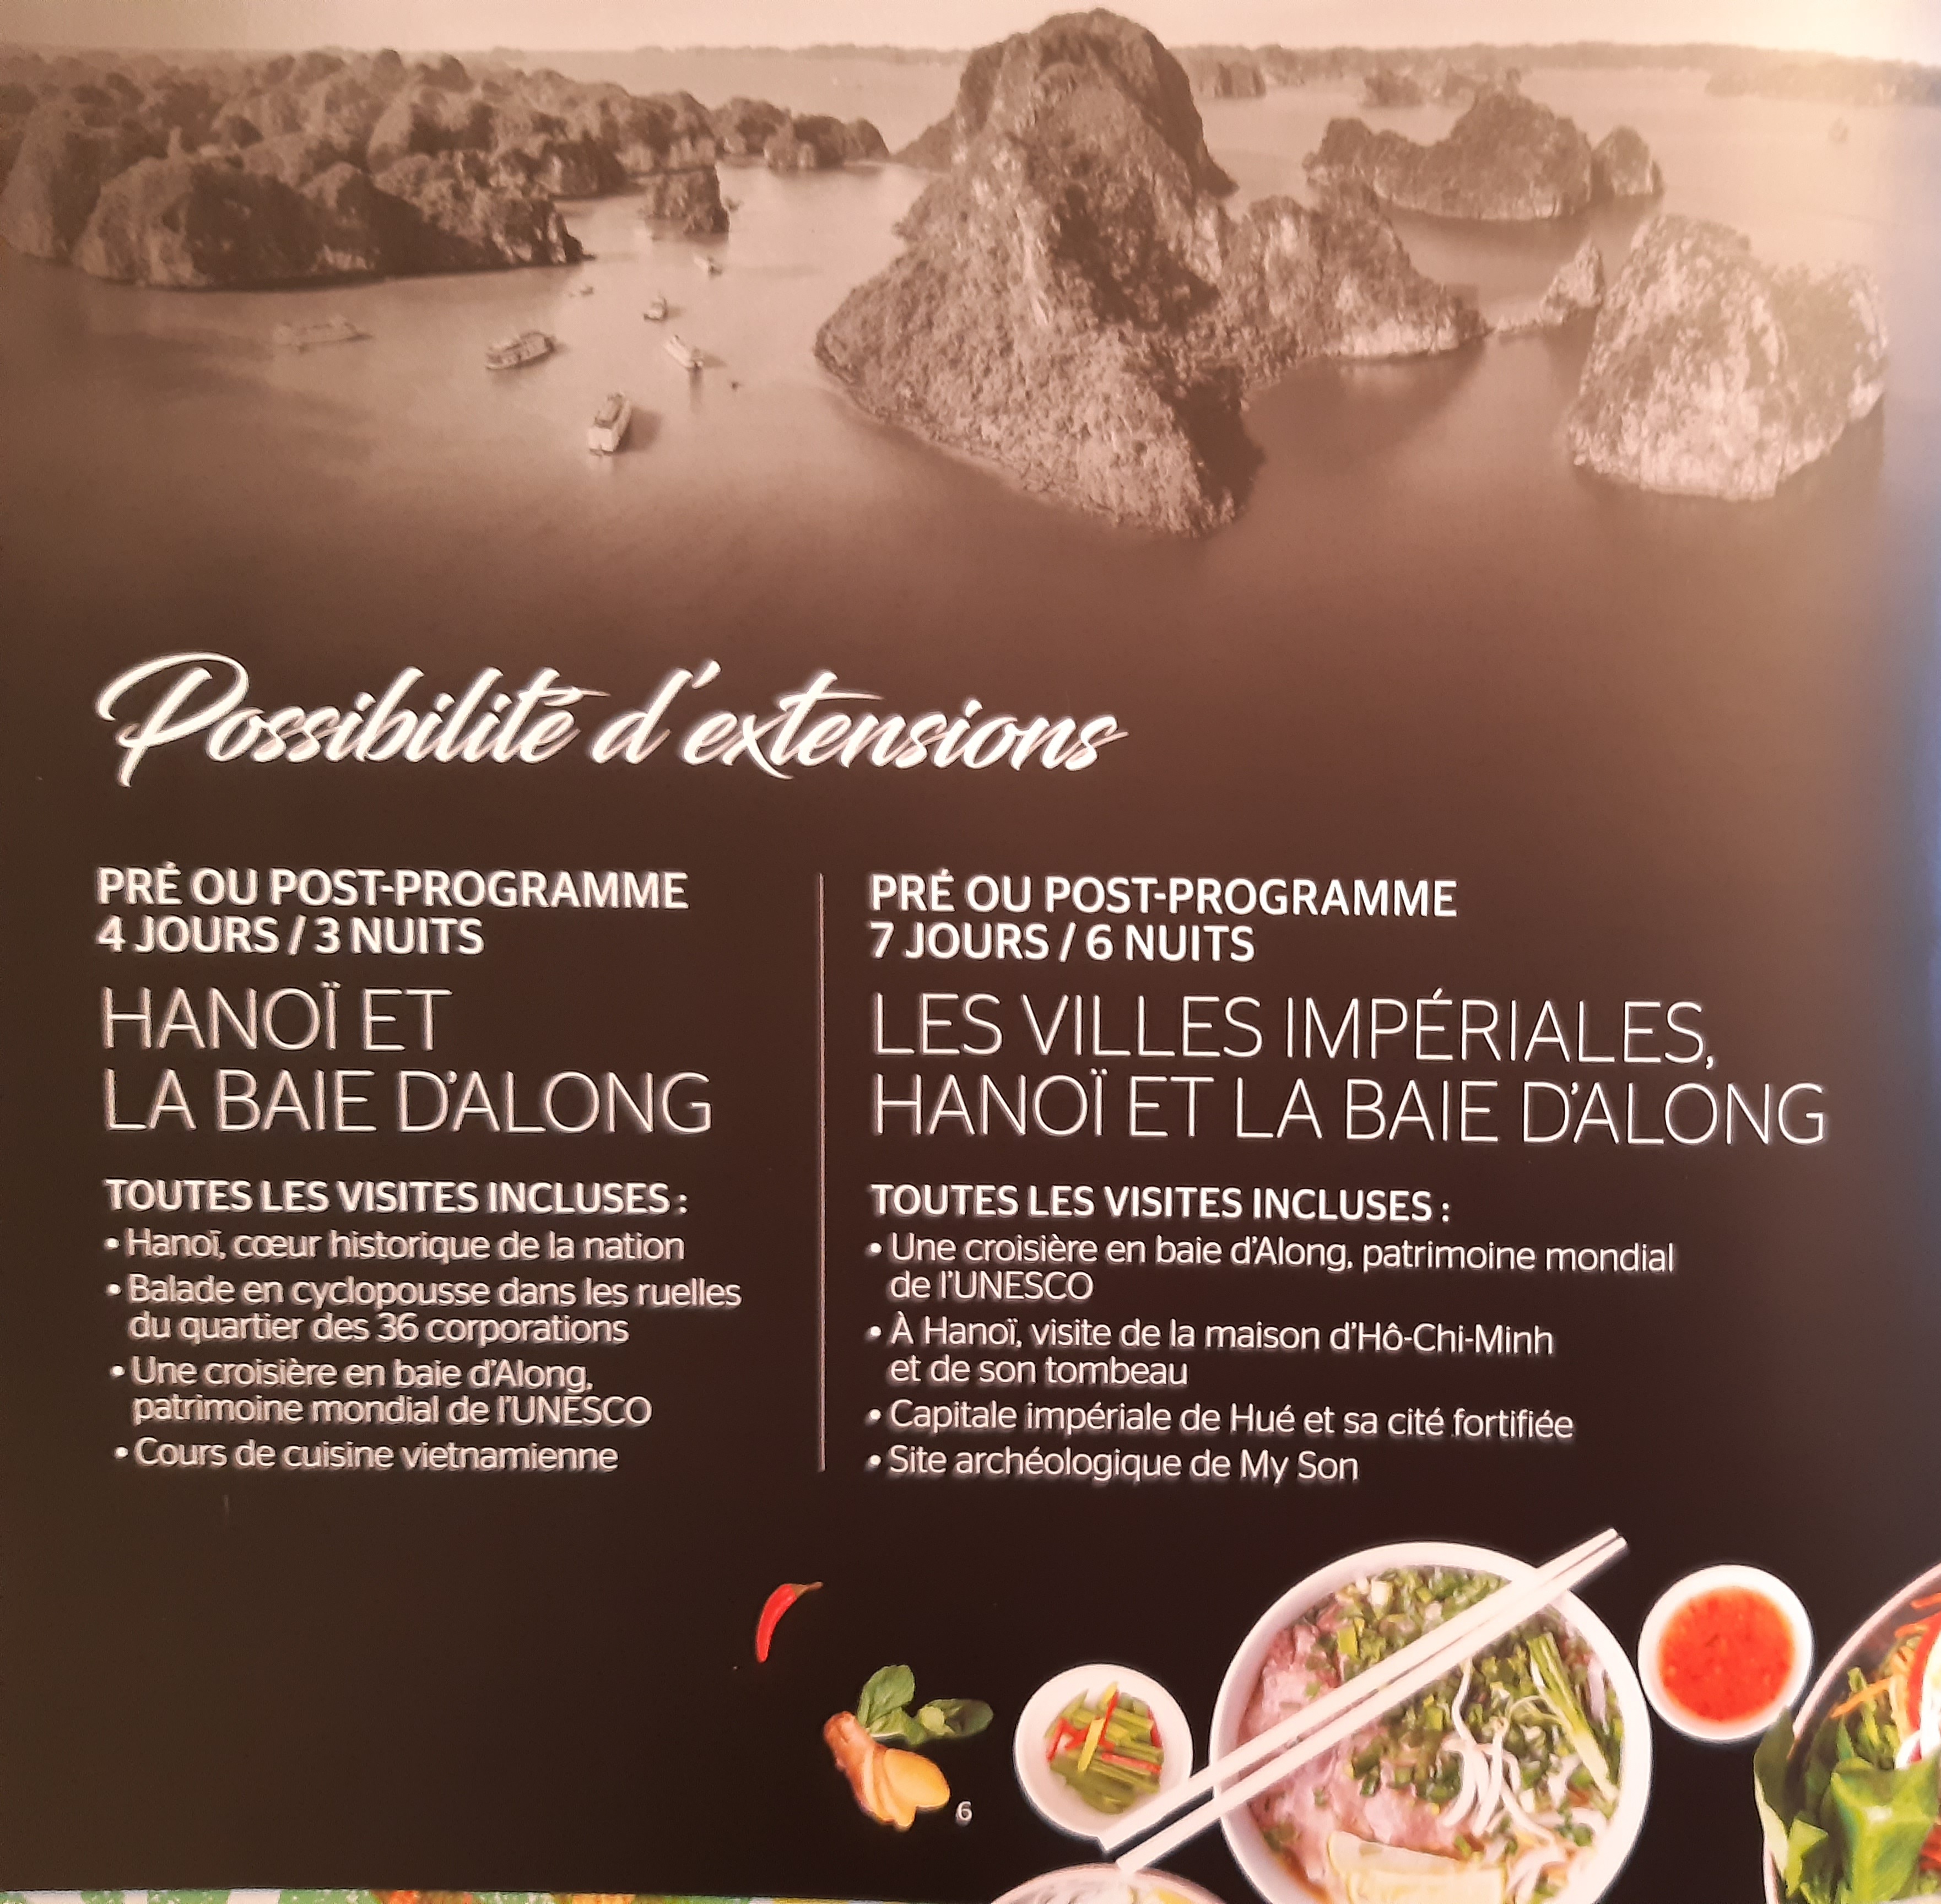 Possibilité d'extensions
PRÉ OU POST-PROGRAMME
4 JOURS / 3 NUITS
HANOÏ ET
LA BAIE D'ALONG
TOUTES LES VISITES INCLUSES :
• Hanoï, cœur historique de la nation
• Balade en cyclopousse dans les ruelles
du quartier des 36 corporations
• Une croisière en baie d'Along,
patrimoine mondial de l'UNESCO
• Cours de cuisine vietnamienne
PRÉ OU POST-PROGRAMME
7 JOURS / 6 NUITS
LES VILLES IMPÉRIALES,
HANOÏ ET LA BAIE D'ALONG
TOUTES LES VISITES INCLUSES :
• Une croisière en baie d'Along, patrimoine mondial
de l'UNESCO
• À Hanoï, visite de la maison d'Hô-Chi-Minh
et de son tombeau
• Capitale impériale de Hué et sa cité fortifiée
• Site archéologique de My Son
6